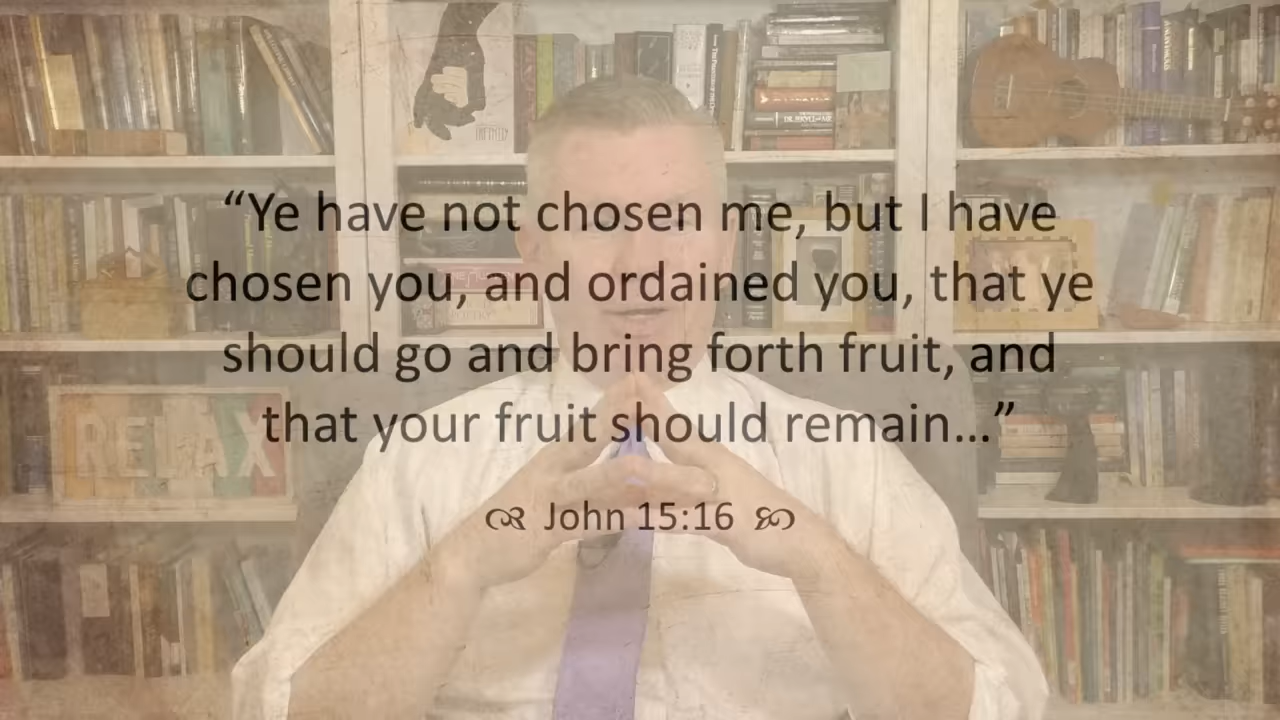 INFINITY
RELAX
“Ye have not chosen me, but I have
chosen you, and ordained you, that ye
should go and bring forth fruit, and
that your fruit should remain…”
John 15:16